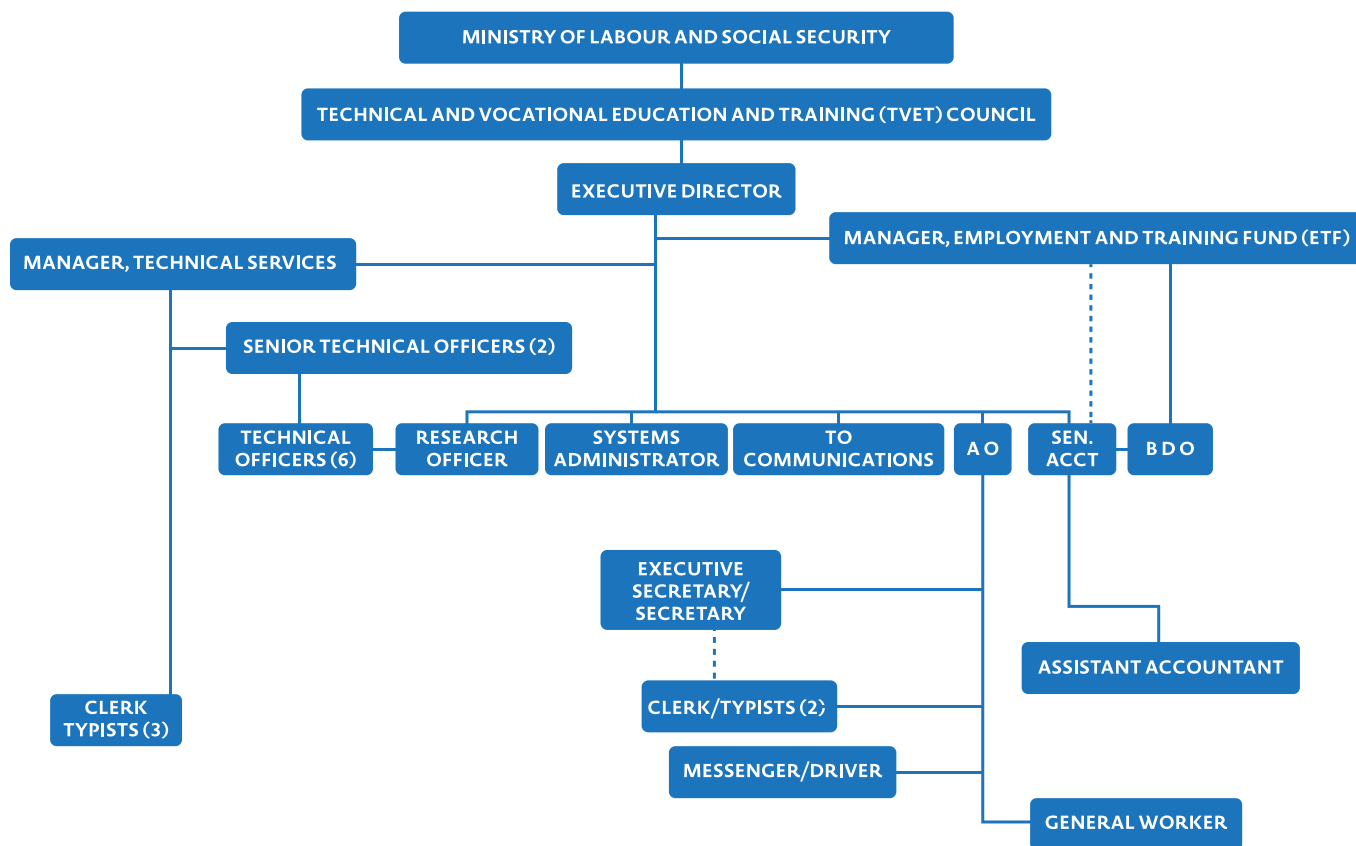 MINISTRY OF LABOUR AND SOCIAL SECURITY
TECHNICAL AND VOCATIONAL EDUCATION AND TRAINING (TVET) COUNCIL
EXECUTIVE DIRECTOR
MANAGER, EMPLOYMENT AND TRAINING FUND (ETF)
MANAGER, TECHNICAL SERVICES
SENIOR TECHNICAL OFFICERS (2)
TECHNICAL
OFFICERS (6)
RESEARCH
OFFICER
SYSTEMS
ADMINISTRATOR
TO
COMMUNICATIONS
A O
SEN.
ACCT
B D O
EXECUTIVE
SECRETARY/
SECRETARY
ASSISTANT ACCOUNTANT
CLERK
TYPISTS (3)
CLERK/TYPISTS (2)
MESSENGER/DRIVER
GENERAL WORKER